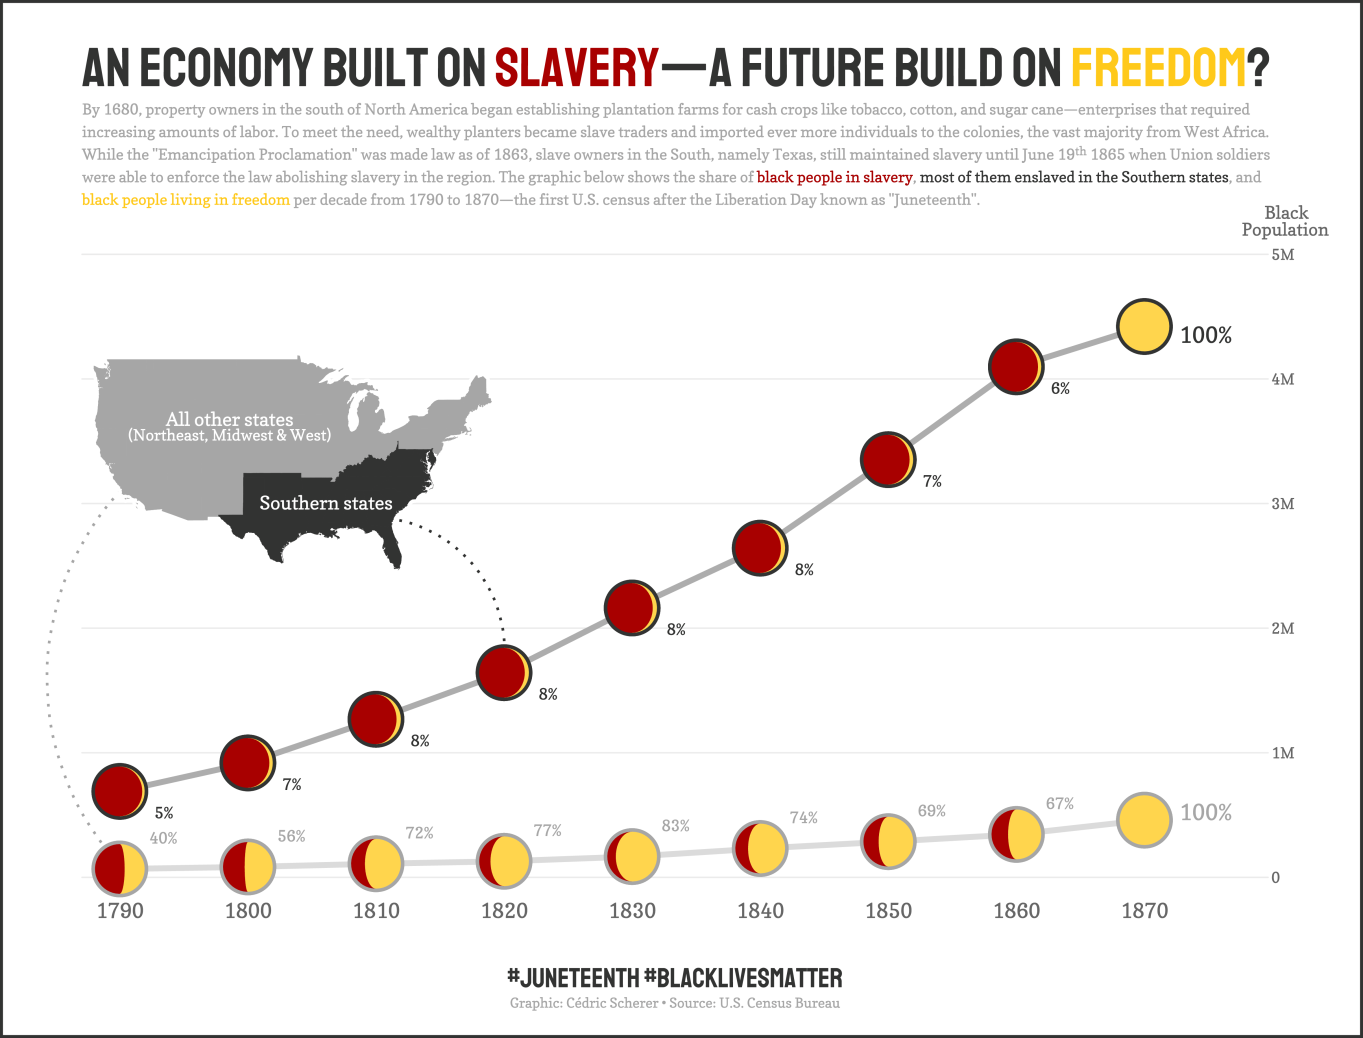 AN ECONOMY BUILT ON SLAVERY—A FUTURE BUILD ON FREEDOM?
By 1680, property owners in the south of North America began establishing plantation farms for cash crops like tobacco, cotton, and sugar cane—enterprises that required
increasing amounts of labor. To meet the need, wealthy planters became slave traders and imported ever more individuals to the colonies, the vast majority from West Africa.
While the "Emancipation Proclamation" was made law as of 1863, slave owners in the South, namely Texas, still maintained slavery until June 19th 1865 when Union soldiers
were able to enforce the law abolishing slavery in the region. The graphic below shows the share of black people in slavery, most of them enslaved in the Southern states, and
black people living in freedom per decade from 1790 to 1870—the first U.S. census after the Liberation Day known as "Juneteenth".
Black
Population
5M
100%
4M
6%
All other states
(Northeast, Midwest & West)
7%
3M
Southern states
8%
2M
8%
8%
8%
1M
7%
5%
100%
67%
69%
74%
83%
77%
72%
56%
40%
0
1790 1800 1810 1820 1830 1840 1850 1860 1870
#JUNETEENTH #BLACKLIVESMATTER
Graphic: Cédric Scherer • Source: U.S. Census Bureau